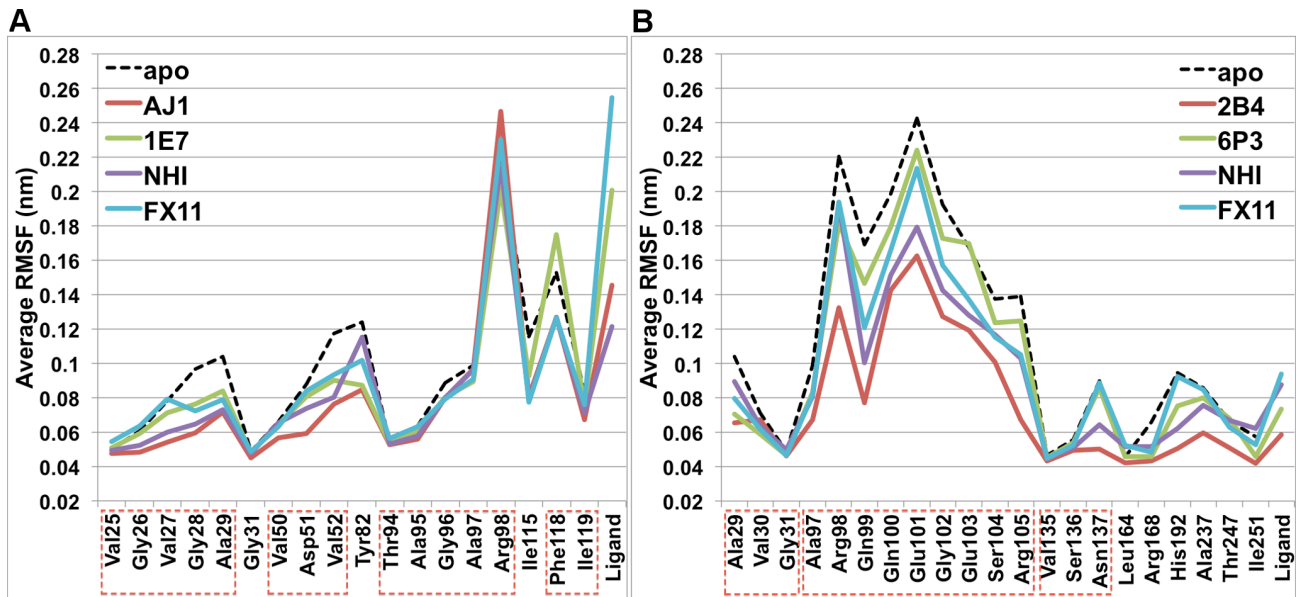 A
Average RMSF (nm)
0.28
0.26
0.24
0.22
0.2
0.18
0.16
0.14
0.12
0.1
0.08
0.06
0.04
0.02
apo
AJ1
1E7
NHI
FX11
Val25
Gly26
Val27
Gly28
Ala29
Gly31
Val50
Asp51
Val52
Tyr82
Thr94
Ala95
Gly96
Ala97
Arg98
Ile115
Phe118
Ile119
Ligand
B
Average RMSF (nm)
0.28
0.26
0.24
0.22
0.2
0.18
0.16
0.14
0.12
0.1
0.08
0.06
0.04
0.02
apo
2B4
6P3
NHI
FX11
Ala29
Val30
Gly31
Ala97
Arg98
Gln99
Gln100
Glu101
Gly102
Glu103
Ser104
Arg105
Val135
Ser136
Asn137
Leu164
Arg168
His192
Ala237
Thr247
Ile251
Ligand